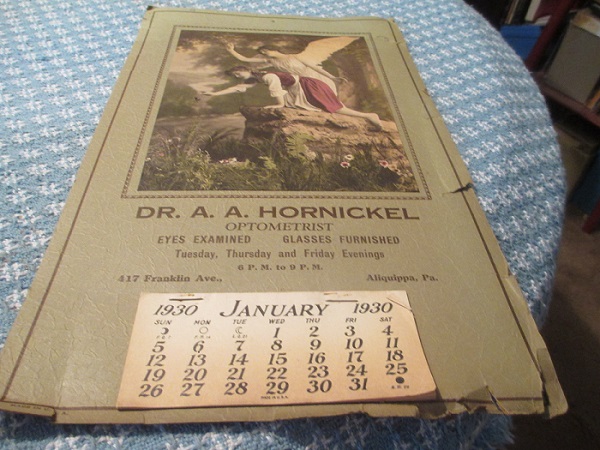 DR. A. A. HORNICKEL
OPTOMETRIST
EYES EXAMINED GLASSES FURNISHED
Tuesday, Thursday and Friday Evenings
6 P. M. to 9 P. M.
417 Franklin Ave., Aliquippa, Pa.
1930 JANUARY 1930
SUN MON TUE WED THU FRI SAT
1 2 3 4
5 6 7 8 9 10 11
12 13 14 15 16 17 18
19 20 21 22 23 24 25
26 27 28 29 30 31